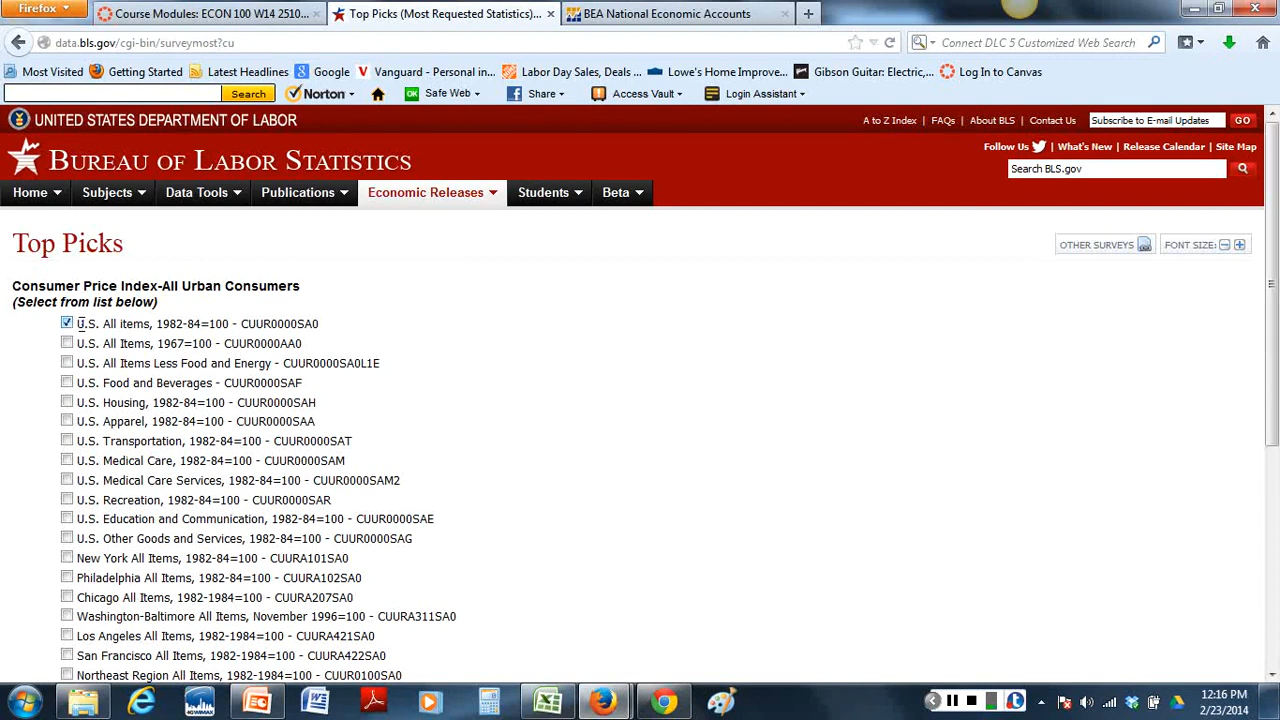 Firefox
Course Modules: ECON 100 W14 2510...
Top Picks (Most Requested Statistics)...
BEA National Economic Accounts
data.bls.gov/cgi-bin/surveymost?cu
Connect DLC 5 Customized Web Search
Most Visited
Getting Started
Latest Headlines
Google
Vanguard - Personal in...
Labor Day Sales, Deals ...
Lowe's Home Improve...
Gibson Guitar: Electric,...
Log In to Canvas
Search
Norton
OK Safe Web
Share
Access Vault
Login Assistant
UNITED STATES DEPARTMENT OF LABOR
A to Z Index | FAQs | About BLS | Contact Us
Subscribe to E-mail Updates GO
Follow Us | What's New | Release Calendar | Site Map
BUREAU OF LABOR STATISTICS
Search BLS.gov
Home
Subjects
Data Tools
Publications
Economic Releases
Students
Beta
Top Picks
OTHER SURVEYS
FONT SIZE:
Consumer Price Index-All Urban Consumers
(Select from list below)
U.S. All items, 1982-84=100 - CUUR0000SA0
U.S. All Items, 1967=100 - CUUR0000AA0
U.S. All Items Less Food and Energy - CUUR0000SA0L1E
U.S. Food and Beverages - CUUR0000SAF
U.S. Housing, 1982-84=100 - CUUR0000SAH
U.S. Apparel, 1982-84=100 - CUUR0000SAA
U.S. Transportation, 1982-84=100 - CUUR0000SAT
U.S. Medical Care, 1982-84=100 - CUUR0000SAM
U.S. Medical Care Services, 1982-84=100 - CUUR0000SAM2
U.S. Recreation, 1982-84=100 - CUUR0000SAR
U.S. Education and Communication, 1982-84=100 - CUUR0000SAE
U.S. Other Goods and Services, 1982-84=100 - CUUR0000SAG
New York All Items, 1982-84=100 - CUURA101SA0
Philadelphia All Items, 1982-84=100 - CUURA102SA0
Chicago All Items, 1982-1984=100 - CUURA207SA0
Washington-Baltimore All Items, November 1996=100 - CUURA311SA0
Los Angeles All Items, 1982-1984=100 - CUURA421SA0
San Francisco All Items, 1982-1984=100 - CUURA422SA0
Northeast Region All Items, 1982-1984=100 - CUUR0100SA0
12:16 PM
2/23/2014